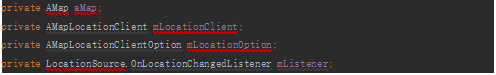 private AMap aMap;
private AMapLocationClient mLocationClient;
private AMapLocationClientOption mLocationOption;
private LocationSource.OnLocationChangedListener mListener;